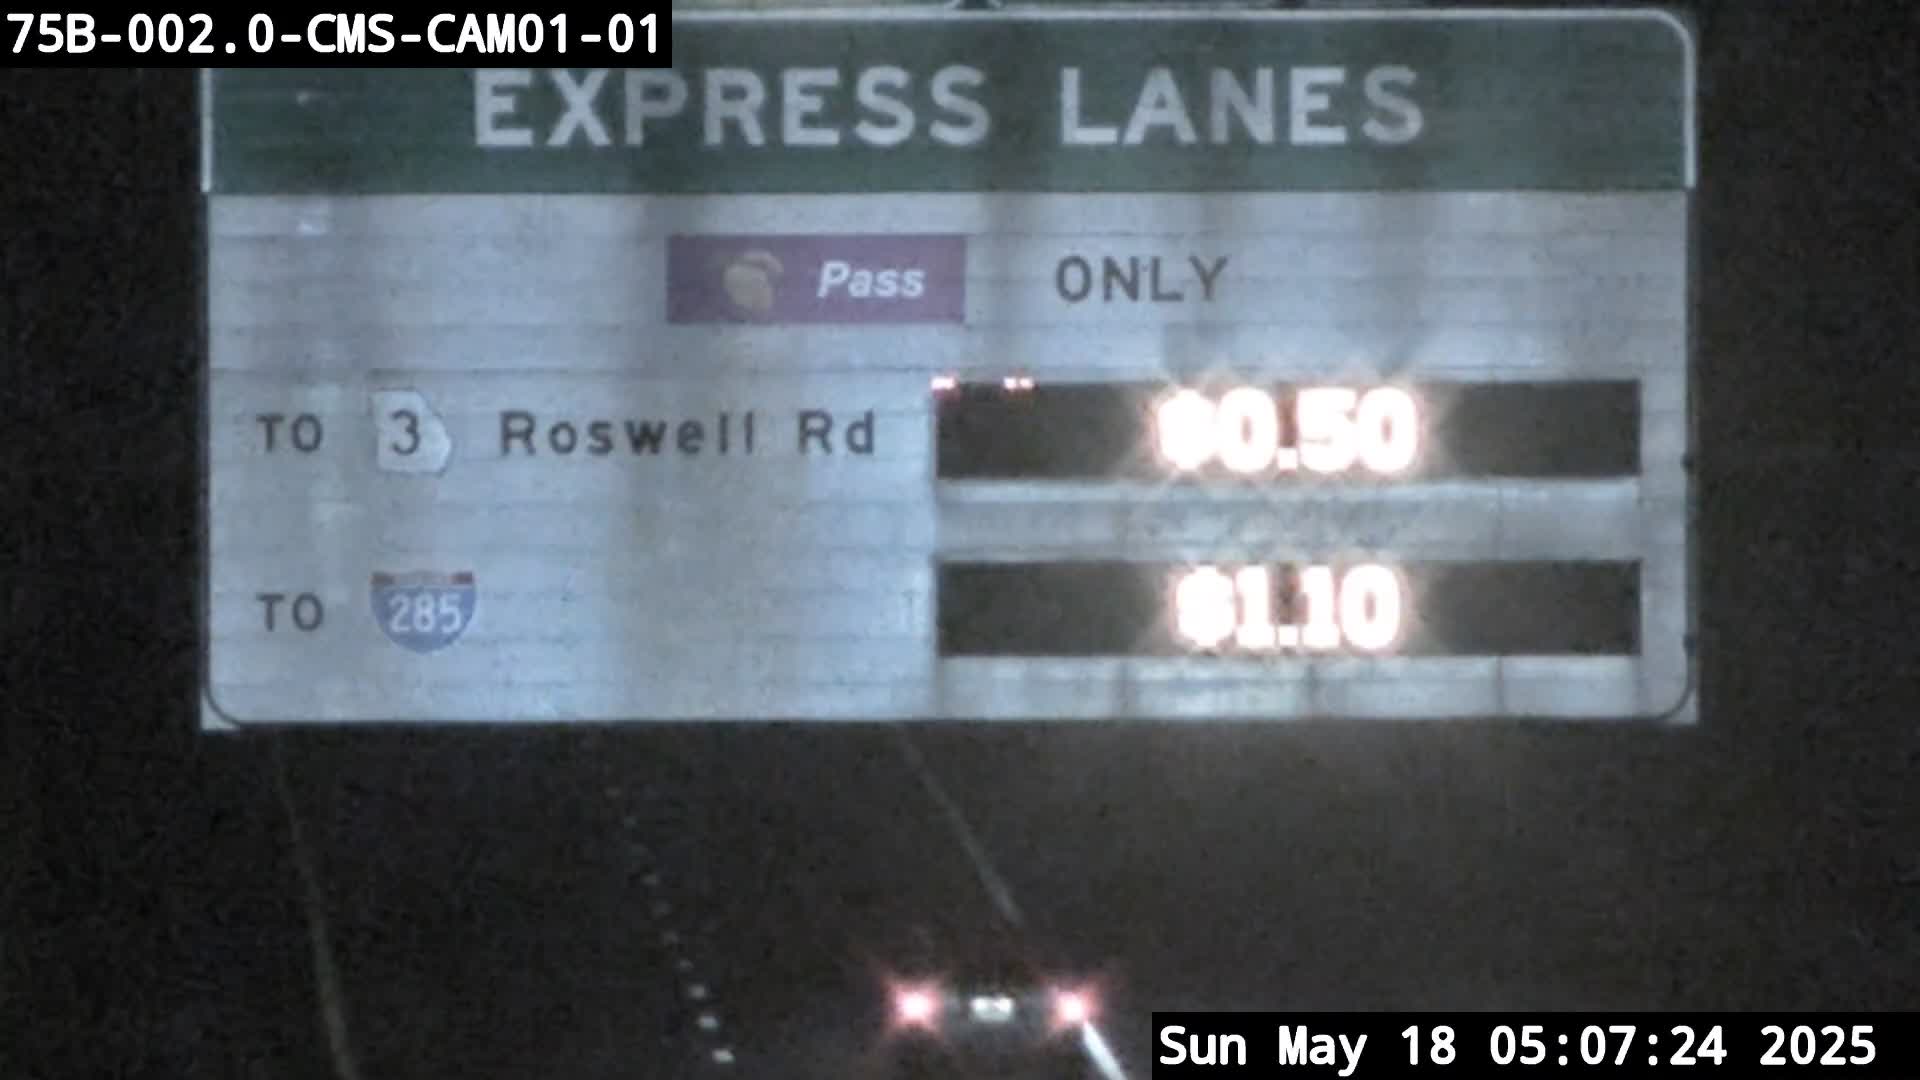 75B-002.0-CMS-CAM01-01
EXPRESS LANES
Pass ONLY
TO 3 Roswell Rd $0.50
TO 285 $1.10
Sun May 18 05:07:24 2025